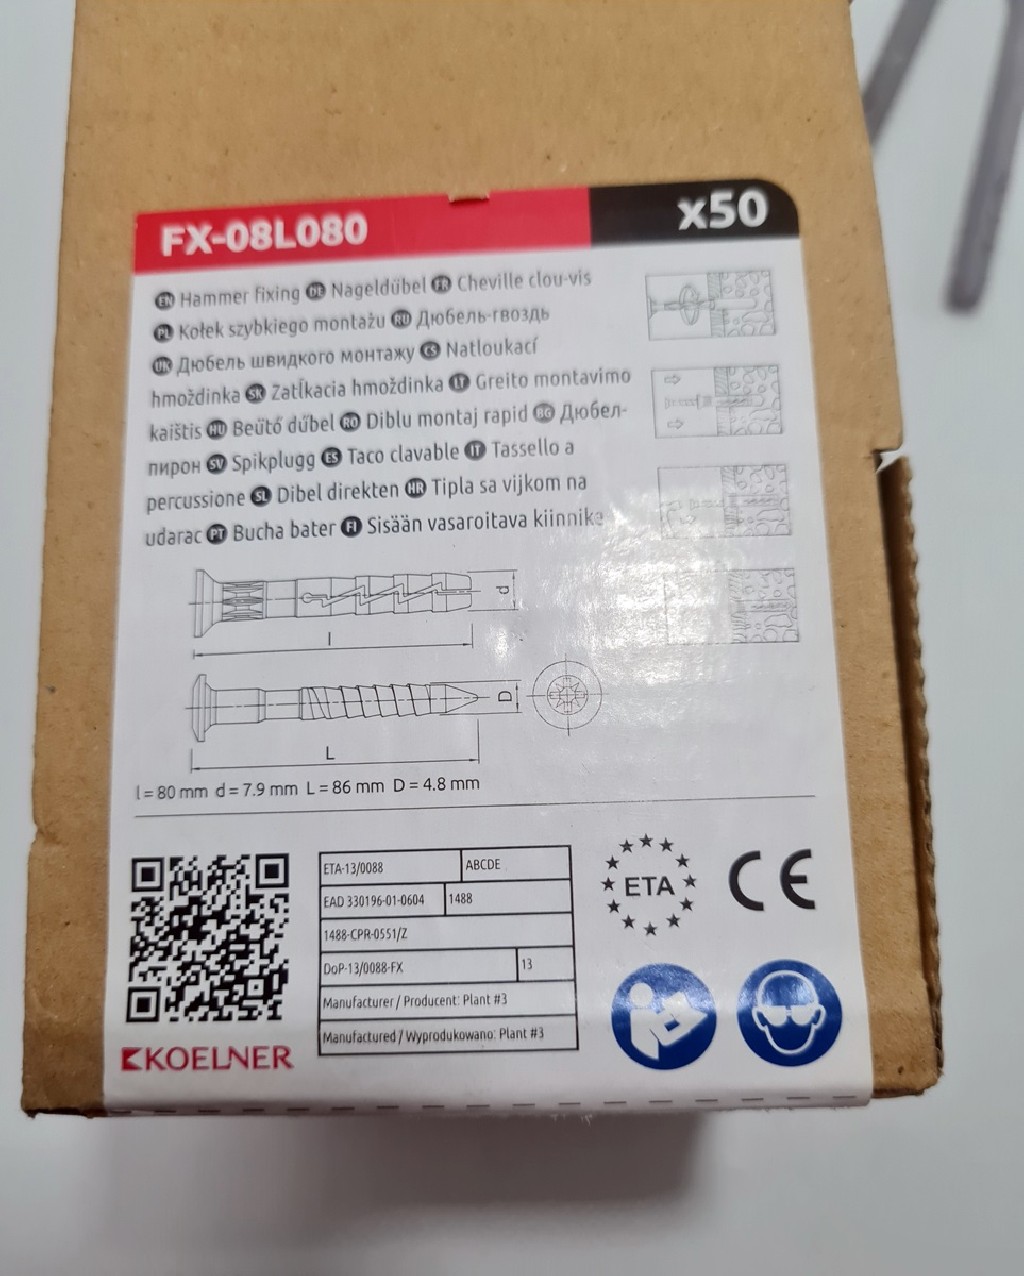 FX-08L080
x50
EN Hammer fixing DE Nageldübel FR Cheville clou-vis
PL Kołek szybkiego montażu RU Дюбель-гвоздь
UK Дюбель швидкого монтажу CS Natloukací
hmoždinka SK Zatĺkacia hmoždinka LT Greito montavimo
kaištis HU Beütő dübel RO Diblu montaj rapid BG Дюбел-
пирон SV Spikplugg ES Taco clavable IT Tassello a
percussione SL Dibel direkten HR Tipla sa vijkom na
udarac PT Bucha bater FI Sisään vasaroitava kiinnike
d
l
D
L
l = 80 mm d = 7.9 mm L = 86 mm D = 4.8 mm
ETA-13/0088 ABCDE
EAD 330196-01-0604 1488
1488-CPR-0551/Z
DoP-13/0088-FX 13
Manufacturer / Producent: Plant #3
Manufactured / Wyprodukowano: Plant #3
ETA
CE
KOELNER